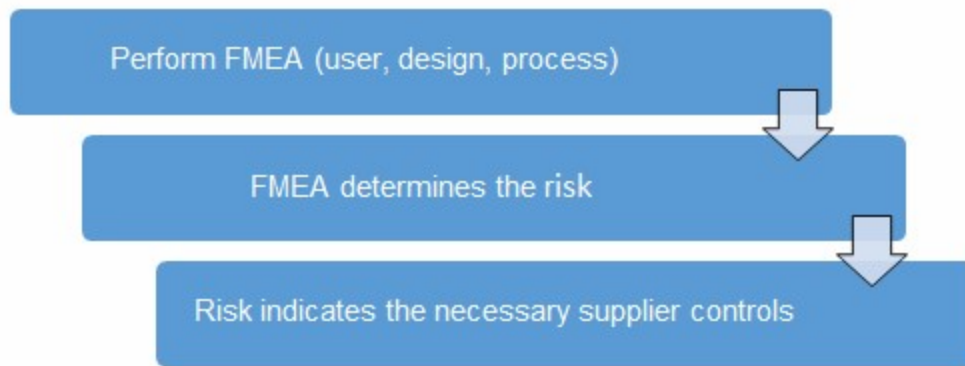 Perform FMEA (user, design, process)
FMEA determines the risk
Risk indicates the necessary supplier controls